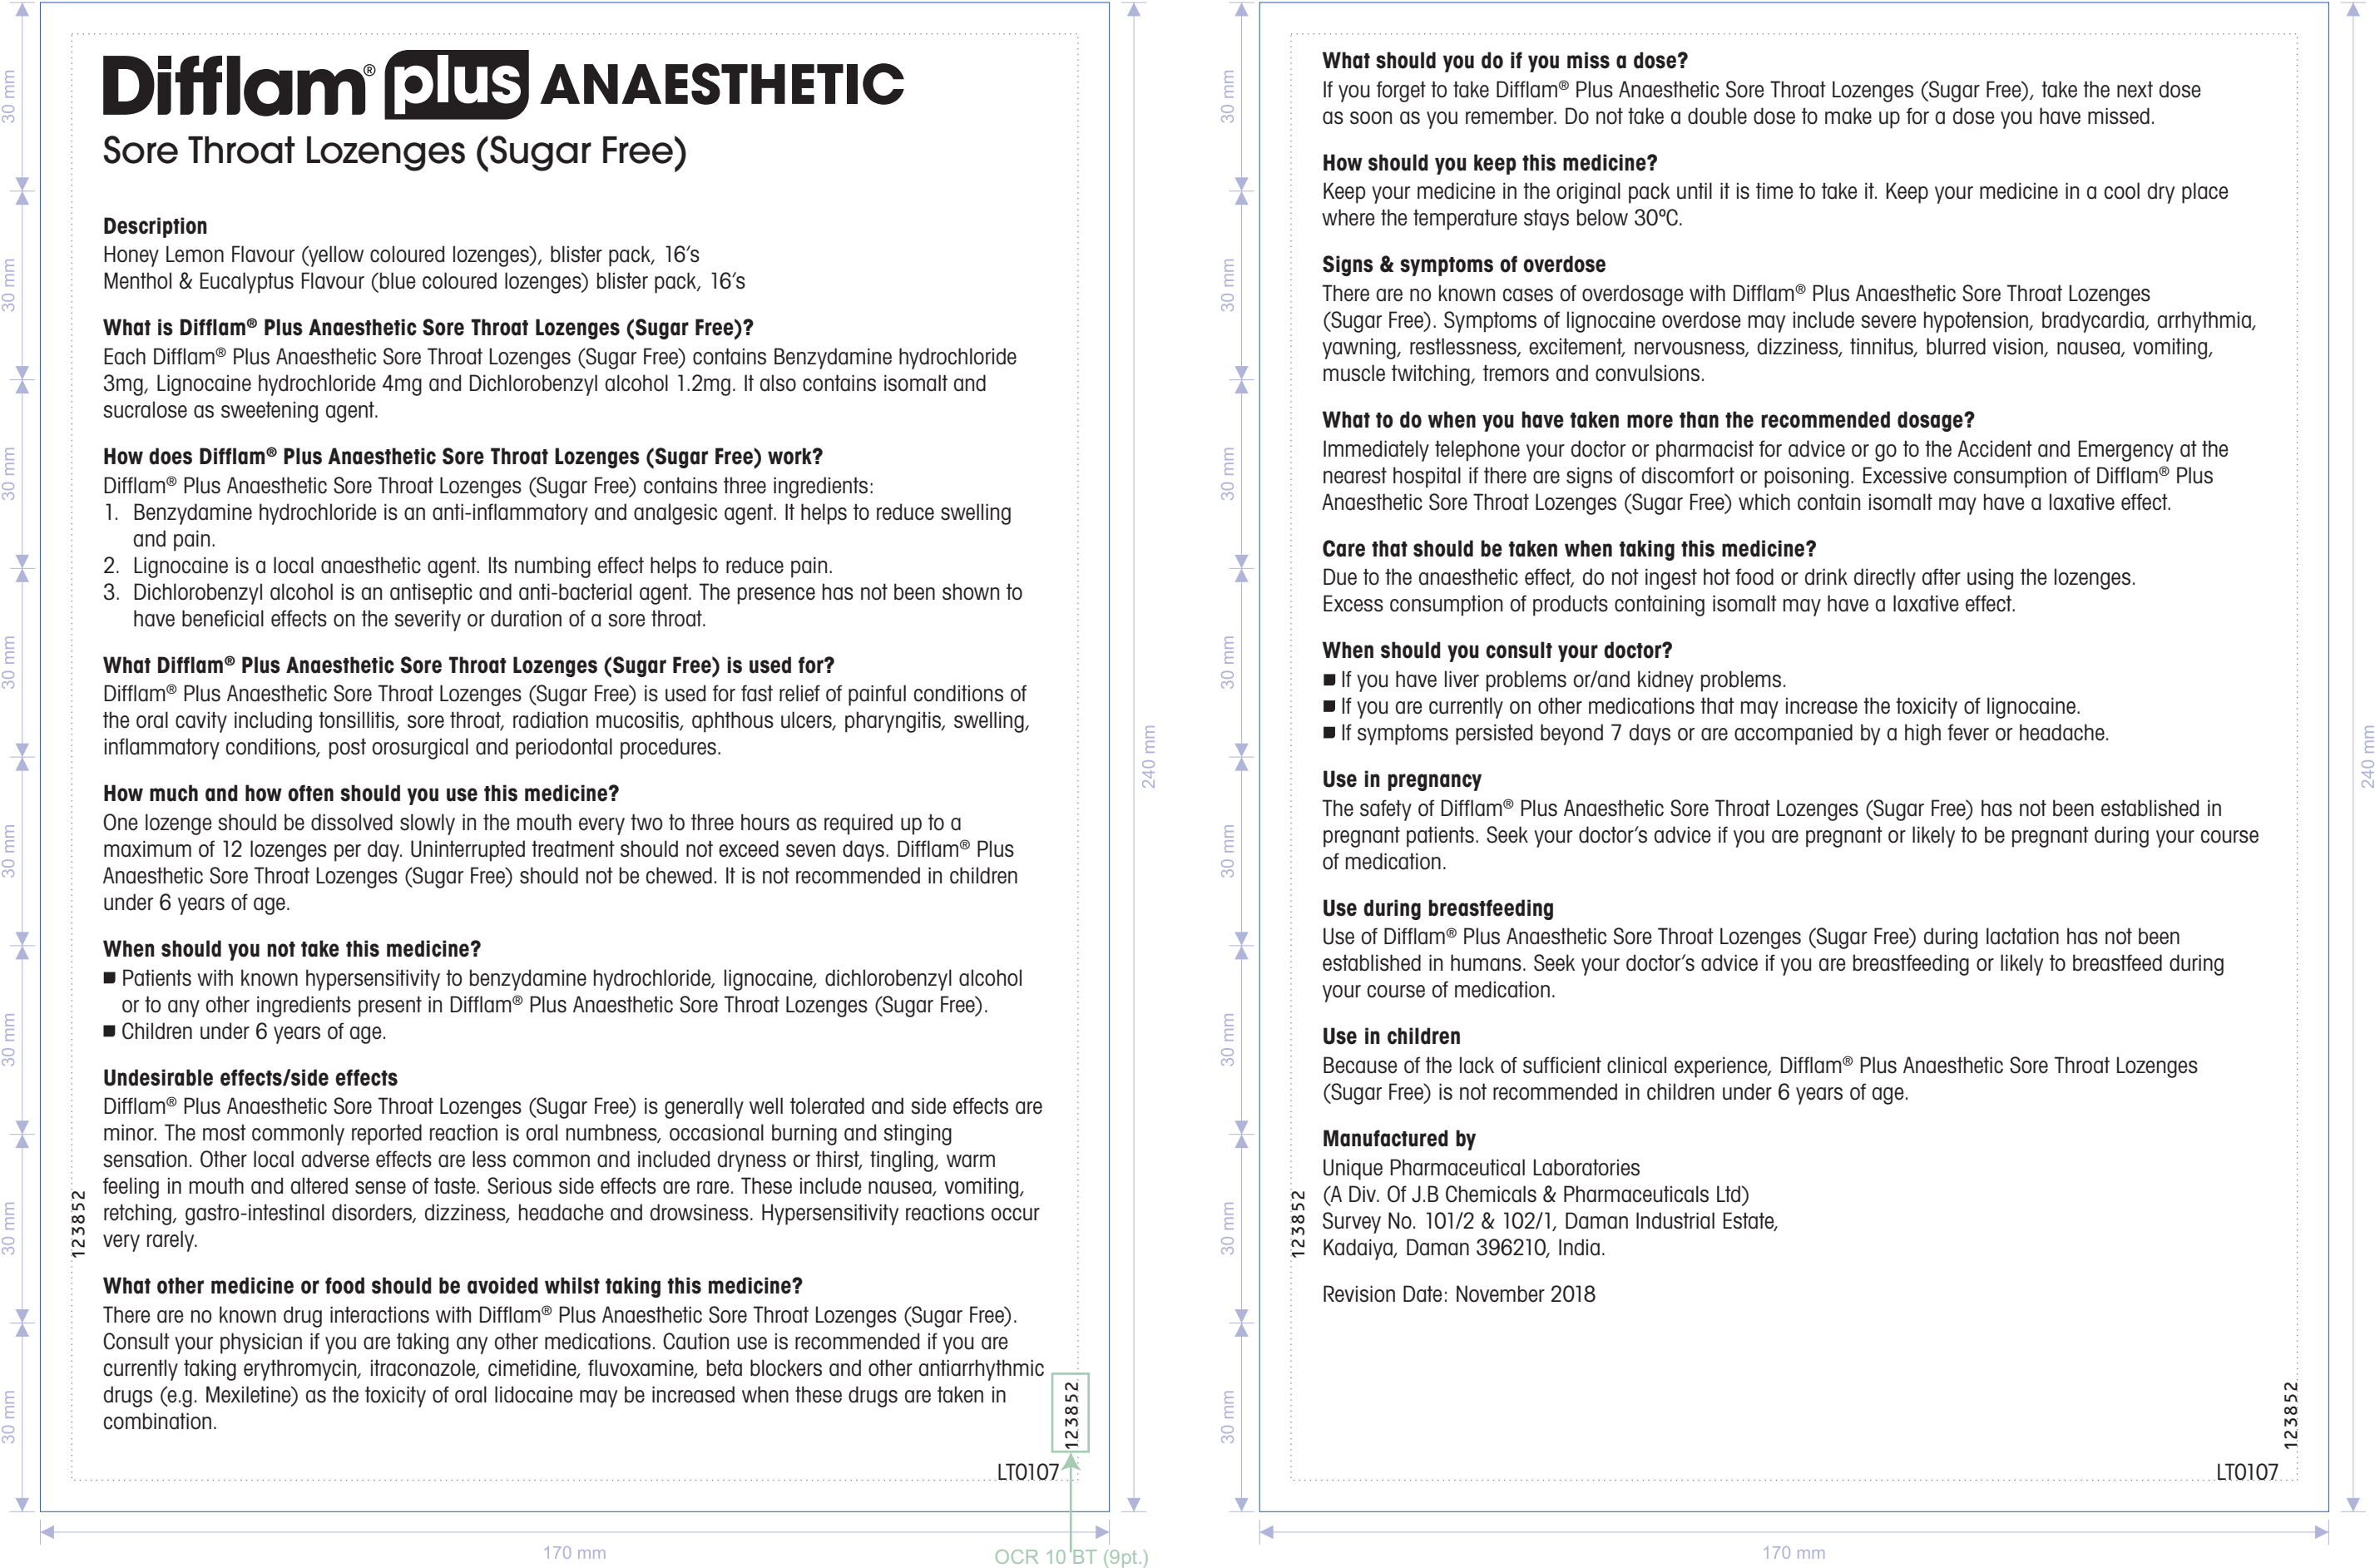 Difflam® plus ANAESTHETIC
Sore Throat Lozenges (Sugar Free)
Description
Honey Lemon Flavour (yellow coloured lozenges), blister pack, 16’s
Menthol & Eucalyptus Flavour (blue coloured lozenges) blister pack, 16’s
What is Difflam® Plus Anaesthetic Sore Throat Lozenges (Sugar Free)?
Each Difflam® Plus Anaesthetic Sore Throat Lozenges (Sugar Free) contains Benzydamine hydrochloride
3mg, Lignocaine hydrochloride 4mg and Dichlorobenzyl alcohol 1.2mg. It also contains isomalt and
sucralose as sweetening agent.
How does Difflam® Plus Anaesthetic Sore Throat Lozenges (Sugar Free) work?
Difflam® Plus Anaesthetic Sore Throat Lozenges (Sugar Free) contains three ingredients:
1. Benzydamine hydrochloride is an anti-inflammatory and analgesic agent. It helps to reduce swelling
and pain.
2. Lignocaine is a local anaesthetic agent. Its numbing effect helps to reduce pain.
3. Dichlorobenzyl alcohol is an antiseptic and anti-bacterial agent. The presence has not been shown to
have beneficial effects on the severity or duration of a sore throat.
What Difflam® Plus Anaesthetic Sore Throat Lozenges (Sugar Free) is used for?
Difflam® Plus Anaesthetic Sore Throat Lozenges (Sugar Free) is used for fast relief of painful conditions of
the oral cavity including tonsillitis, sore throat, radiation mucositis, aphthous ulcers, pharyngitis, swelling,
inflammatory conditions, post orosurgical and periodontal procedures.
How much and how often should you use this medicine?
One lozenge should be dissolved slowly in the mouth every two to three hours as required up to a
maximum of 12 lozenges per day. Uninterrupted treatment should not exceed seven days. Difflam® Plus
Anaesthetic Sore Throat Lozenges (Sugar Free) should not be chewed. It is not recommended in children
under 6 years of age.
When should you not take this medicine?
■ Patients with known hypersensitivity to benzydamine hydrochloride, lignocaine, dichlorobenzyl alcohol
or to any other ingredients present in Difflam® Plus Anaesthetic Sore Throat Lozenges (Sugar Free).
■ Children under 6 years of age.
Undesirable effects/side effects
Difflam® Plus Anaesthetic Sore Throat Lozenges (Sugar Free) is generally well tolerated and side effects are
minor. The most commonly reported reaction is oral numbness, occasional burning and stinging
sensation. Other local adverse effects are less common and included dryness or thirst, tingling, warm
feeling in mouth and altered sense of taste. Serious side effects are rare. These include nausea, vomiting,
retching, gastro-intestinal disorders, dizziness, headache and drowsiness. Hypersensitivity reactions occur
very rarely.
What other medicine or food should be avoided whilst taking this medicine?
There are no known drug interactions with Difflam® Plus Anaesthetic Sore Throat Lozenges (Sugar Free).
Consult your physician if you are taking any other medications. Caution use is recommended if you are
currently taking erythromycin, itraconazole, cimetidine, fluvoxamine, beta blockers and other antiarrhythmic
drugs (e.g. Mexiletine) as the toxicity of oral lidocaine may be increased when these drugs are taken in
combination.
123852
123852
LT0107
30 mm
30 mm
30 mm
30 mm
30 mm
30 mm
30 mm
30 mm
240 mm
170 mm
OCR 10 BT (9pt.)
What should you do if you miss a dose?
If you forget to take Difflam® Plus Anaesthetic Sore Throat Lozenges (Sugar Free), take the next dose
as soon as you remember. Do not take a double dose to make up for a dose you have missed.
How should you keep this medicine?
Keep your medicine in the original pack until it is time to take it. Keep your medicine in a cool dry place
where the temperature stays below 30ºC.
Signs & symptoms of overdose
There are no known cases of overdosage with Difflam® Plus Anaesthetic Sore Throat Lozenges
(Sugar Free). Symptoms of lignocaine overdose may include severe hypotension, bradycardia, arrhythmia,
yawning, restlessness, excitement, nervousness, dizziness, tinnitus, blurred vision, nausea, vomiting,
muscle twitching, tremors and convulsions.
What to do when you have taken more than the recommended dosage?
Immediately telephone your doctor or pharmacist for advice or go to the Accident and Emergency at the
nearest hospital if there are signs of discomfort or poisoning. Excessive consumption of Difflam® Plus
Anaesthetic Sore Throat Lozenges (Sugar Free) which contain isomalt may have a laxative effect.
Care that should be taken when taking this medicine?
Due to the anaesthetic effect, do not ingest hot food or drink directly after using the lozenges.
Excess consumption of products containing isomalt may have a laxative effect.
When should you consult your doctor?
■ If you have liver problems or/and kidney problems.
■ If you are currently on other medications that may increase the toxicity of lignocaine.
■ If symptoms persisted beyond 7 days or are accompanied by a high fever or headache.
Use in pregnancy
The safety of Difflam® Plus Anaesthetic Sore Throat Lozenges (Sugar Free) has not been established in
pregnant patients. Seek your doctor’s advice if you are pregnant or likely to be pregnant during your course
of medication.
Use during breastfeeding
Use of Difflam® Plus Anaesthetic Sore Throat Lozenges (Sugar Free) during lactation has not been
established in humans. Seek your doctor’s advice if you are breastfeeding or likely to breastfeed during
your course of medication.
Use in children
Because of the lack of sufficient clinical experience, Difflam® Plus Anaesthetic Sore Throat Lozenges
(Sugar Free) is not recommended in children under 6 years of age.
Manufactured by
Unique Pharmaceutical Laboratories
(A Div. Of J.B Chemicals & Pharmaceuticals Ltd)
Survey No. 101/2 & 102/1, Daman Industrial Estate,
Kadaiya, Daman 396210, India.
Revision Date: November 2018
123852
123852
LT0107
30 mm
30 mm
30 mm
30 mm
30 mm
30 mm
30 mm
30 mm
240 mm
170 mm